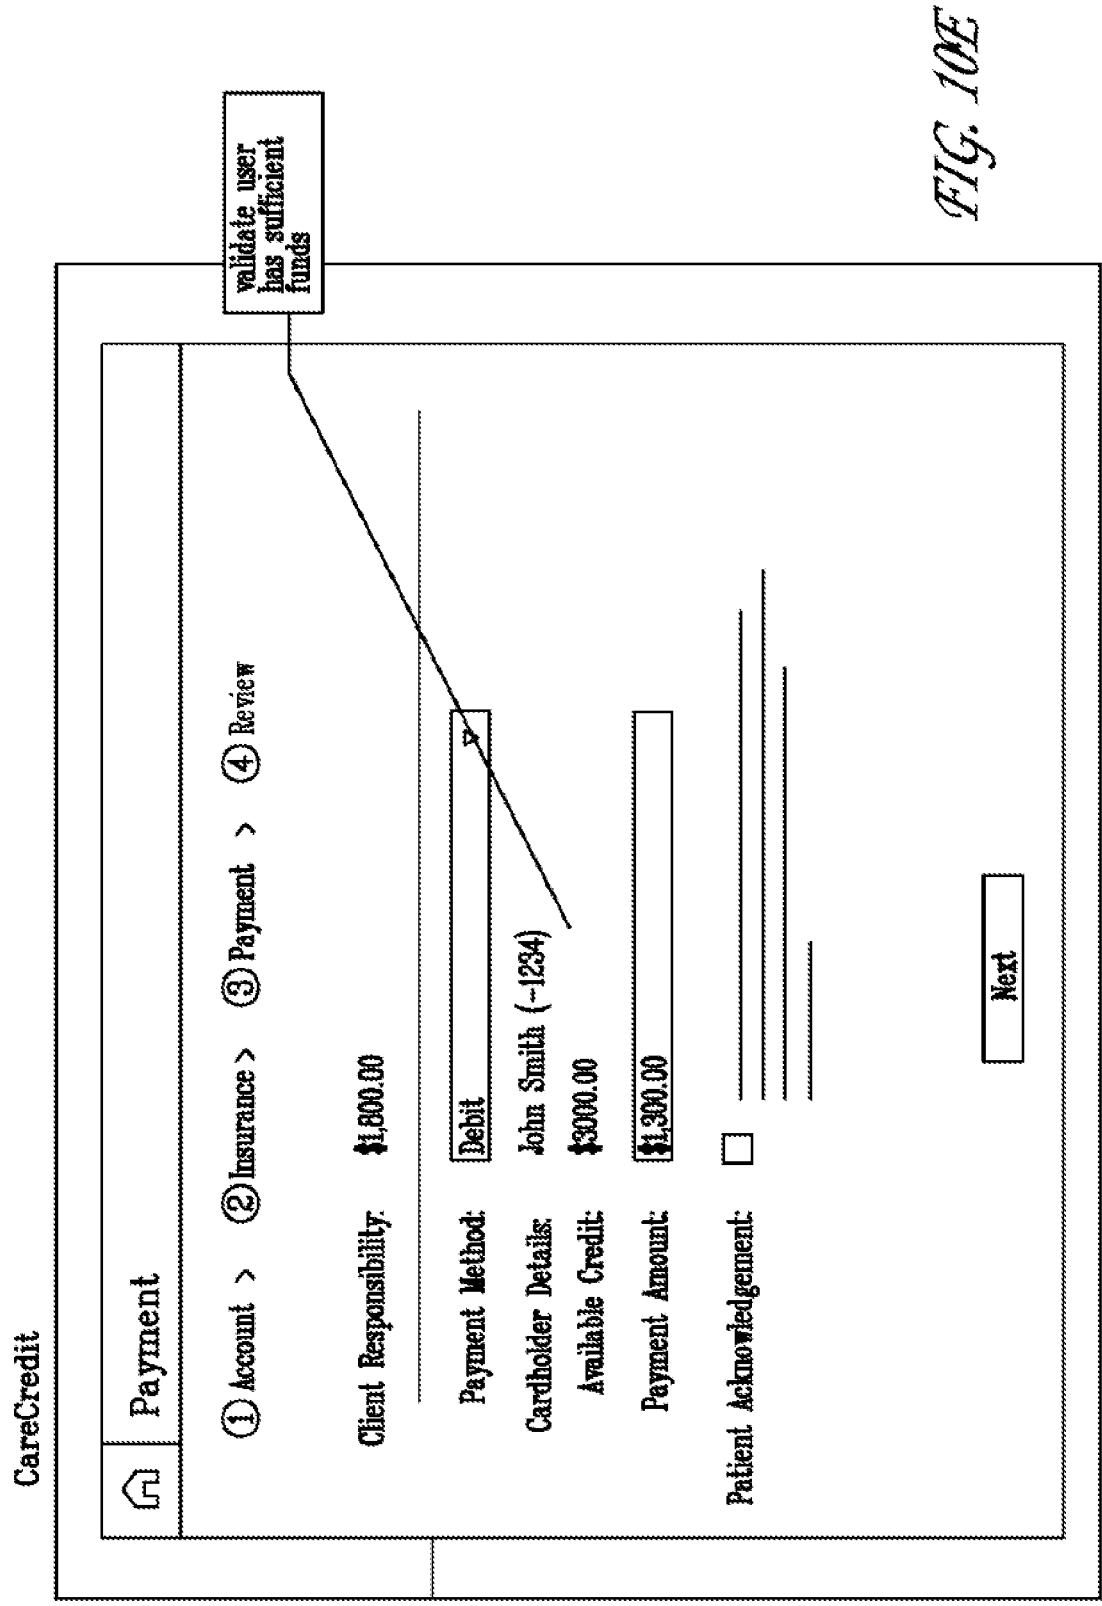 CareCredit
Payment
validate user
has sufficient
funds
① Account > ② Insurance > ③ Payment > ④ Review
Client Responsibility: $1,800.00
Payment Method: Debit
Cardholder Details: John Smith (-1234)
Available Credit: $3000.00
Payment Amount: $1,300.00
Patient Acknowledgement:
Next
FIG. 10E